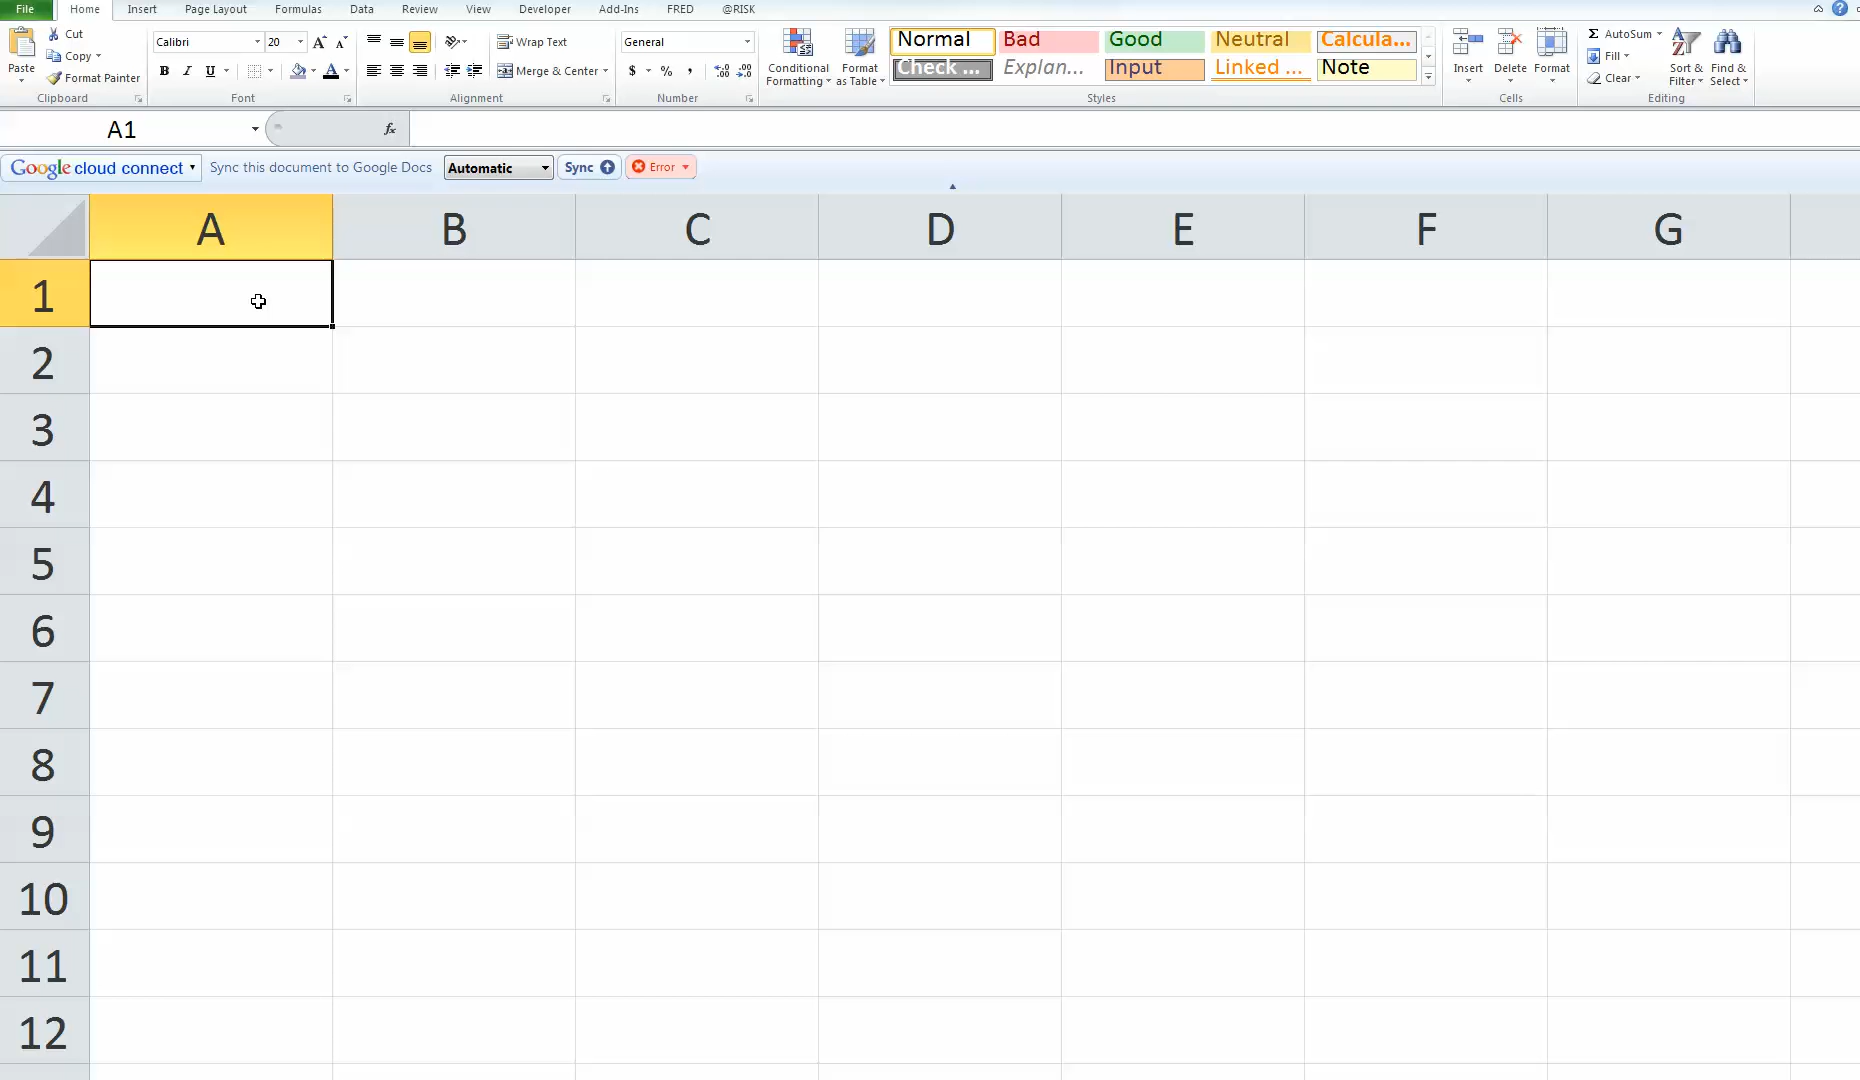 File Home Insert Page Layout Formulas Data Review View Developer Add-Ins FRED @RISK
Paste
Cut
Copy
Format Painter
Clipboard
Calibri 20
B I U
Font
Wrap Text
Merge & Center
Alignment
General
$ % ,
Number
Conditional Formatting
Format as Table
Normal Bad Good Neutral Calcula...
Check ... Explan... Input Linked ... Note
Styles
Insert Delete Format
Cells
Σ AutoSum
Fill
Clear
Sort & Filter
Find & Select
Editing
A1 fx
Google cloud connect Sync this document to Google Docs Automatic Sync Error
A B C D E F G
1
2
3
4
5
6
7
8
9
10
11
12